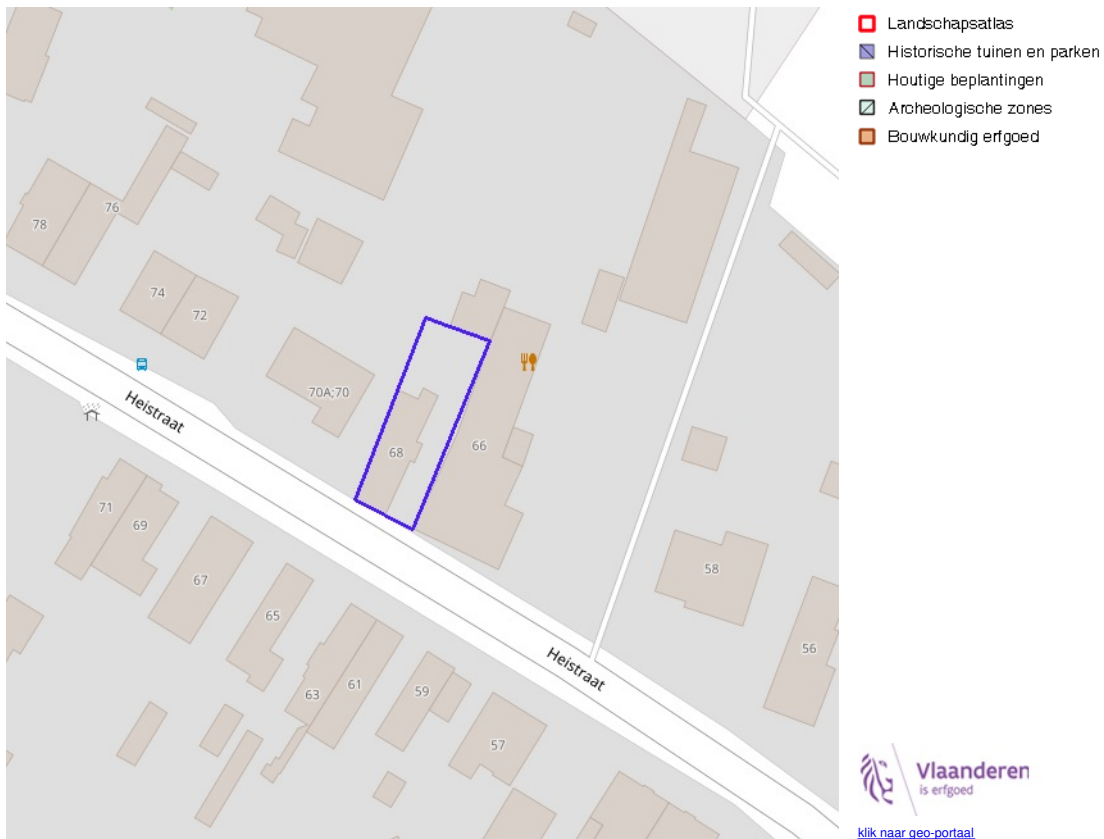 Landschapsatlas
Historische tuinen en parken
Houtige beplantingen
Archeologische zones
Bouwkundig erfgoed
78
76
74
72
70A;70
68
66
Heistraat
71
69
67
65
63
61
59
57
58
56
Heistraat
Vlaanderen
is erfgoed
klik naar geo-portaal